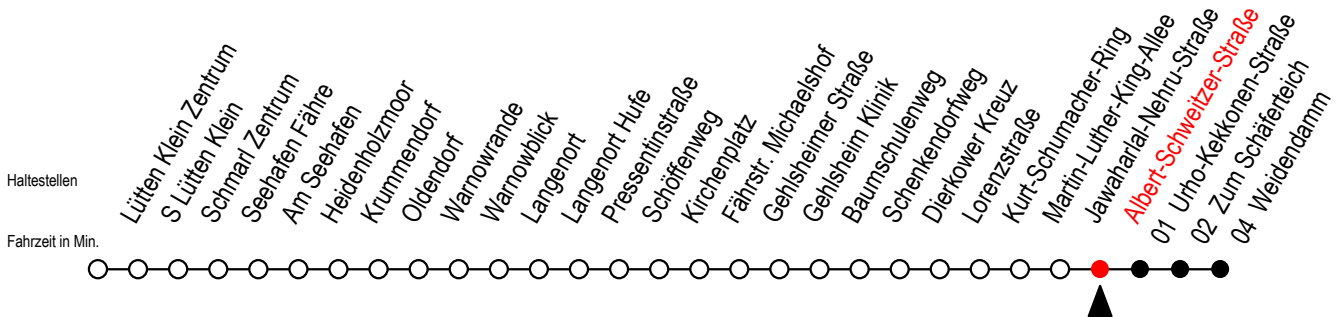 Haltestellen
Fahrzeit in Min.
Lütten Klein Zentrum
S Lütten Klein
Schmarl Zentrum
Seehafen Fähre
Am Seehafen
Heidenholzmoor
Krummendorf
Oldendorf
Warnowrande
Warnowblick
Langenort
Langenort Hufe
Pressentinstraße
Schöffenweg
Kirchenplatz
Fährstr. Michaelshof
Gehlsheimer Straße
Gehlsheim Klinik
Baumschulenweg
Schenkendorfweg
Dierkower Kreuz
Lorenzstraße
Kurt-Schumacher-Ring
Martin-Luther-King-Allee
Jawaharlal-Nehru-Straße
Albert-Schweitzer-Straße
01 Urho-Kekkonen-Straße
02 Zum Schäferteich
04 Weidendamm